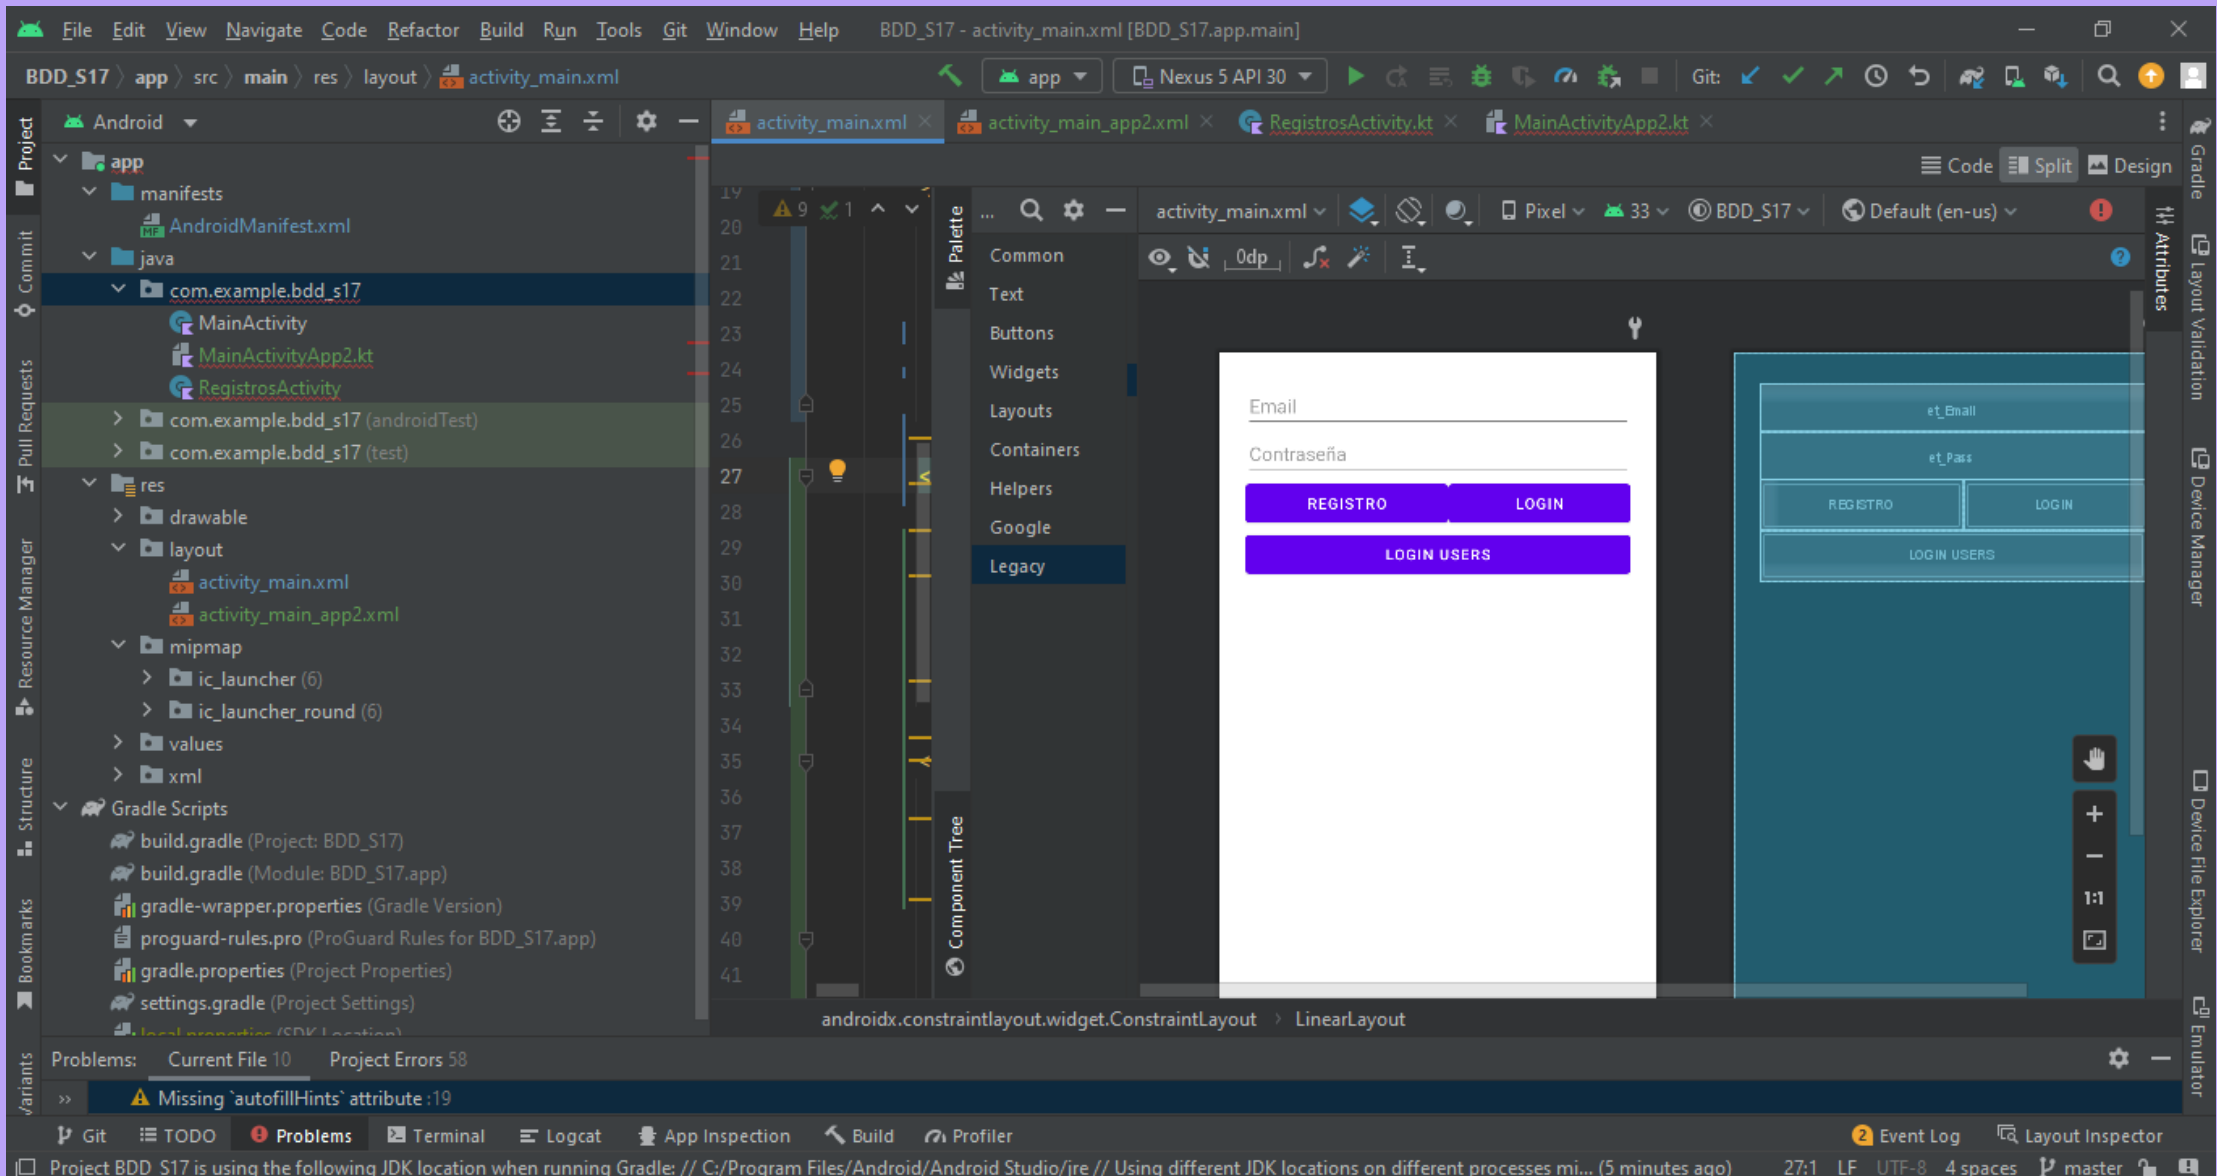 File Edit View Navigate Code Refactor Build Run Tools Git Window Help BDD_S17 - activity_main.xml [BDD_S17.app.main]
BDD_S17 app src main res layout activity_main.xml app Nexus 5 API 30 Git:
Project
Commit
Pull Requests
Resource Manager
Structure
Bookmarks
Android
app
manifests
AndroidManifest.xml
java
com.example.bdd_s17
MainActivity
MainActivityApp2.kt
RegistrosActivity
com.example.bdd_s17 (androidTest)
com.example.bdd_s17 (test)
res
drawable
layout
activity_main.xml
activity_main_app2.xml
mipmap
ic_launcher (6)
ic_launcher_round (6)
values
xml
Gradle Scripts
build.gradle (Project: BDD_S17)
build.gradle (Module: BDD_S17.app)
gradle-wrapper.properties (Gradle Version)
proguard-rules.pro (ProGuard Rules for BDD_S17.app)
gradle.properties (Project Properties)
settings.gradle (Project Settings)
local.properties (SDK Location)
activity_main.xml activity_main_app2.xml RegistrosActivity.kt MainActivityApp2.kt
Code Split Design
9 1
19
20
21
22
23
24
25
26
27 <
28
29
30
31
32
33
34
35 <
36
37
38
39
40
41
Palette
Component Tree
...
Common
Text
Buttons
Widgets
Layouts
Containers
Helpers
Google
Legacy
activity_main.xml Pixel 33 BDD_S17 Default (en-us)
0dp
Email
Contraseña
REGISTRO LOGIN
LOGIN USERS
et_Email
et_Pass
REGISTRO LOGIN
LOGIN USERS
1:1
Gradle
Attributes
Layout Validation
Device Manager
Device File Explorer
Emulator
androidx.constraintlayout.widget.ConstraintLayout LinearLayout
Problems: Current File 10 Project Errors 58
Missing `autofillHints` attribute :19
Git TODO Problems Terminal Logcat App Inspection Build Profiler 2 Event Log Layout Inspector
Project BDD_S17 is using the following JDK location when running Gradle: // C:/Program Files/Android/Android Studio/jre // Using different JDK locations on different processes mi... (5 minutes ago) 27:1 LF UTF-8 4 spaces master